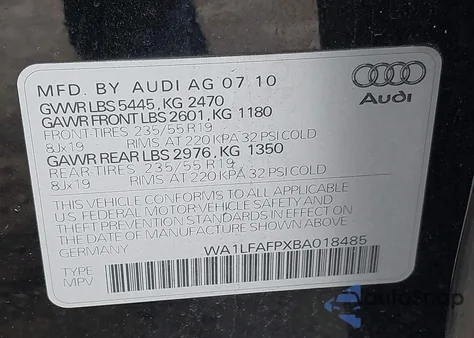 MFD. BY AUDI AG 07 10
GVWR LBS 5445, KG 2470
GAWR FRONT LBS 2601, KG 1180
FRONT-TIRES 235/55 R19
8Jx19 RIMS AT 220 KPA 32 PSI COLD
GAWR REAR LBS 2976, KG 1350
REAR-TIRES 235/55 R19
8Jx19 RIMS AT 220 KPA 32 PSI COLD
Audi
THIS VEHICLE CONFORMS TO ALL APPLICABLE
U.S. FEDERAL MOTOR VEHICLE SAFETY AND THEFT
PREVENTION STANDARDS IN EFFECT ON
THE DATE OF MANUFACTURE SHOWN ABOVE
GERMANY WA1LFAFPXBA018485
TYPE
MPV
AutoSnap